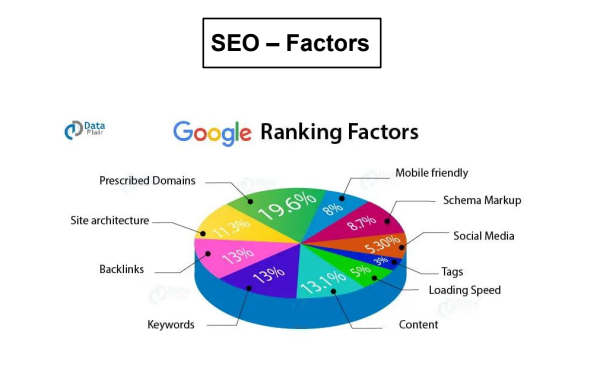 SEO – Factors
Data
Flair
Google Ranking Factors
Prescribed Domains
Mobile friendly
19.6%
8%
Schema Markup
8.7%
Site architecture
11.3%
Social Media
5.30%
Backlinks
13%
3%
Tags
5%
Loading Speed
13%
13.1%
Keywords
Content